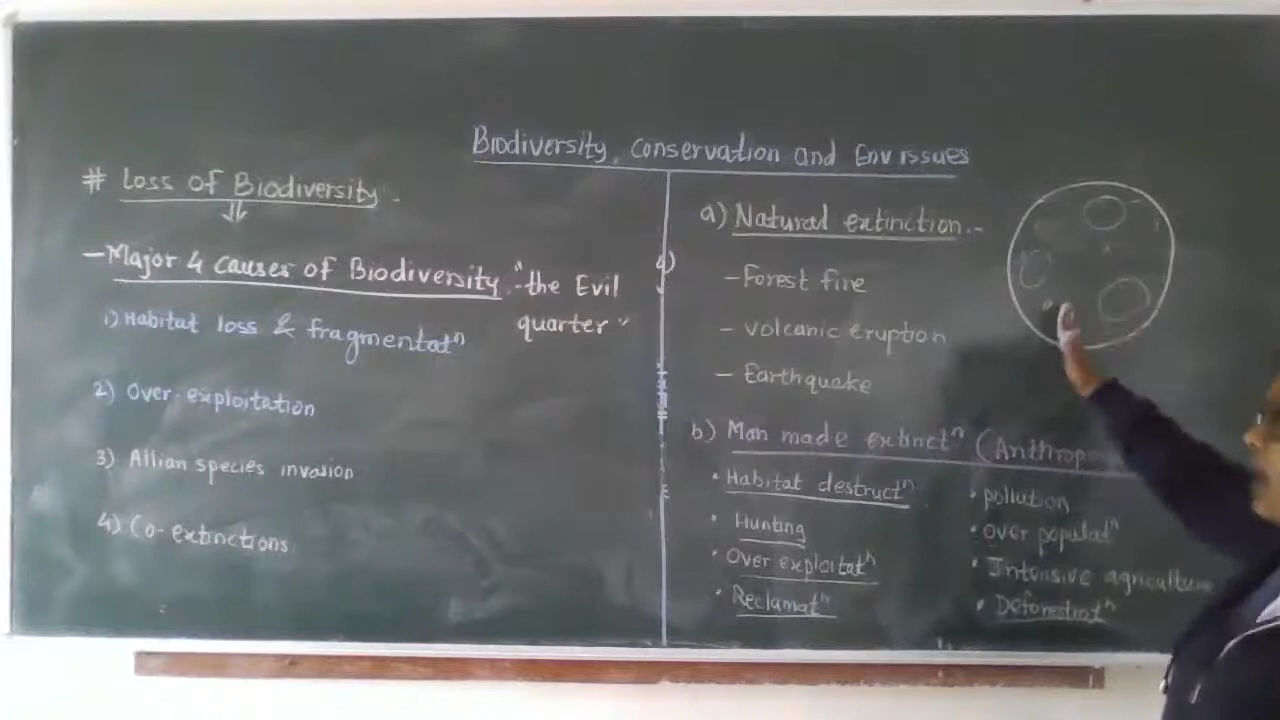 Biodiversity, conservation and Env issues
# Loss of Biodiversity.
⇓
- Major 4 causes of Biodiversity. "the Evil
quarter"
1) Habitat loss & fragmentatⁿ
2) Over-exploitation
3) Allian species invasion
4) Co-extinctions
a) Natural extinction.-
- Forest fire
- volcanic eruption
- Earthquake
b) Man made extinctⁿ (Anthropo
• Habitat destructⁿ
• Hunting
• Over exploitatⁿ
• Reclamatⁿ
• pollution
• over populatⁿ
• Intensive agriculture
• Deforestratⁿ